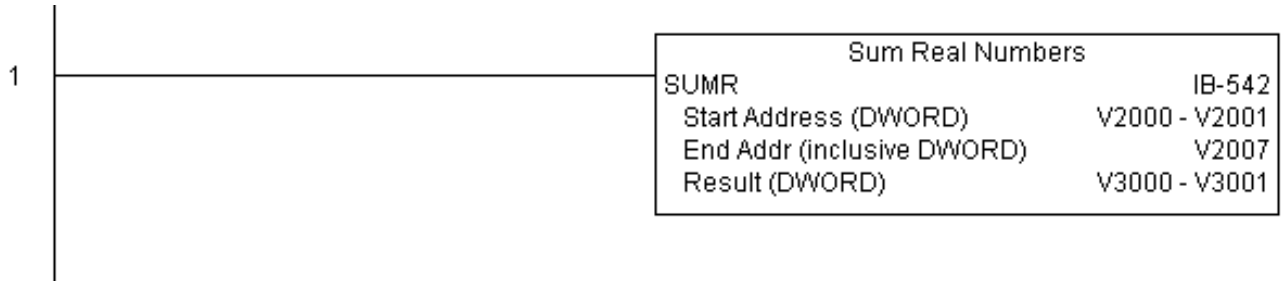 1
Sum Real Numbers
SUMR IB-542
Start Address (DWORD) V2000 - V2001
End Addr (inclusive DWORD) V2007
Result (DWORD) V3000 - V3001